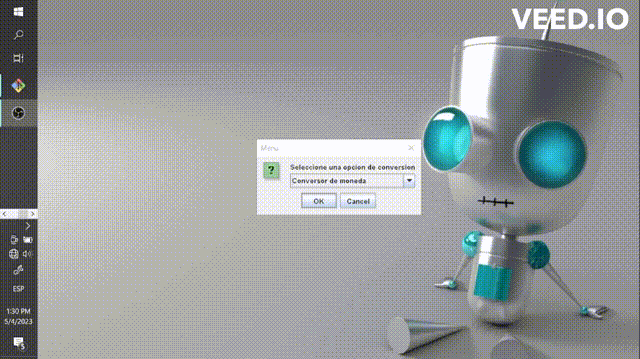 VEED.IO
Menu
Seleccione una opcion de conversion
Conversor de moneda
OK
Cancel
ESP
1:30 PM
5/4/2023